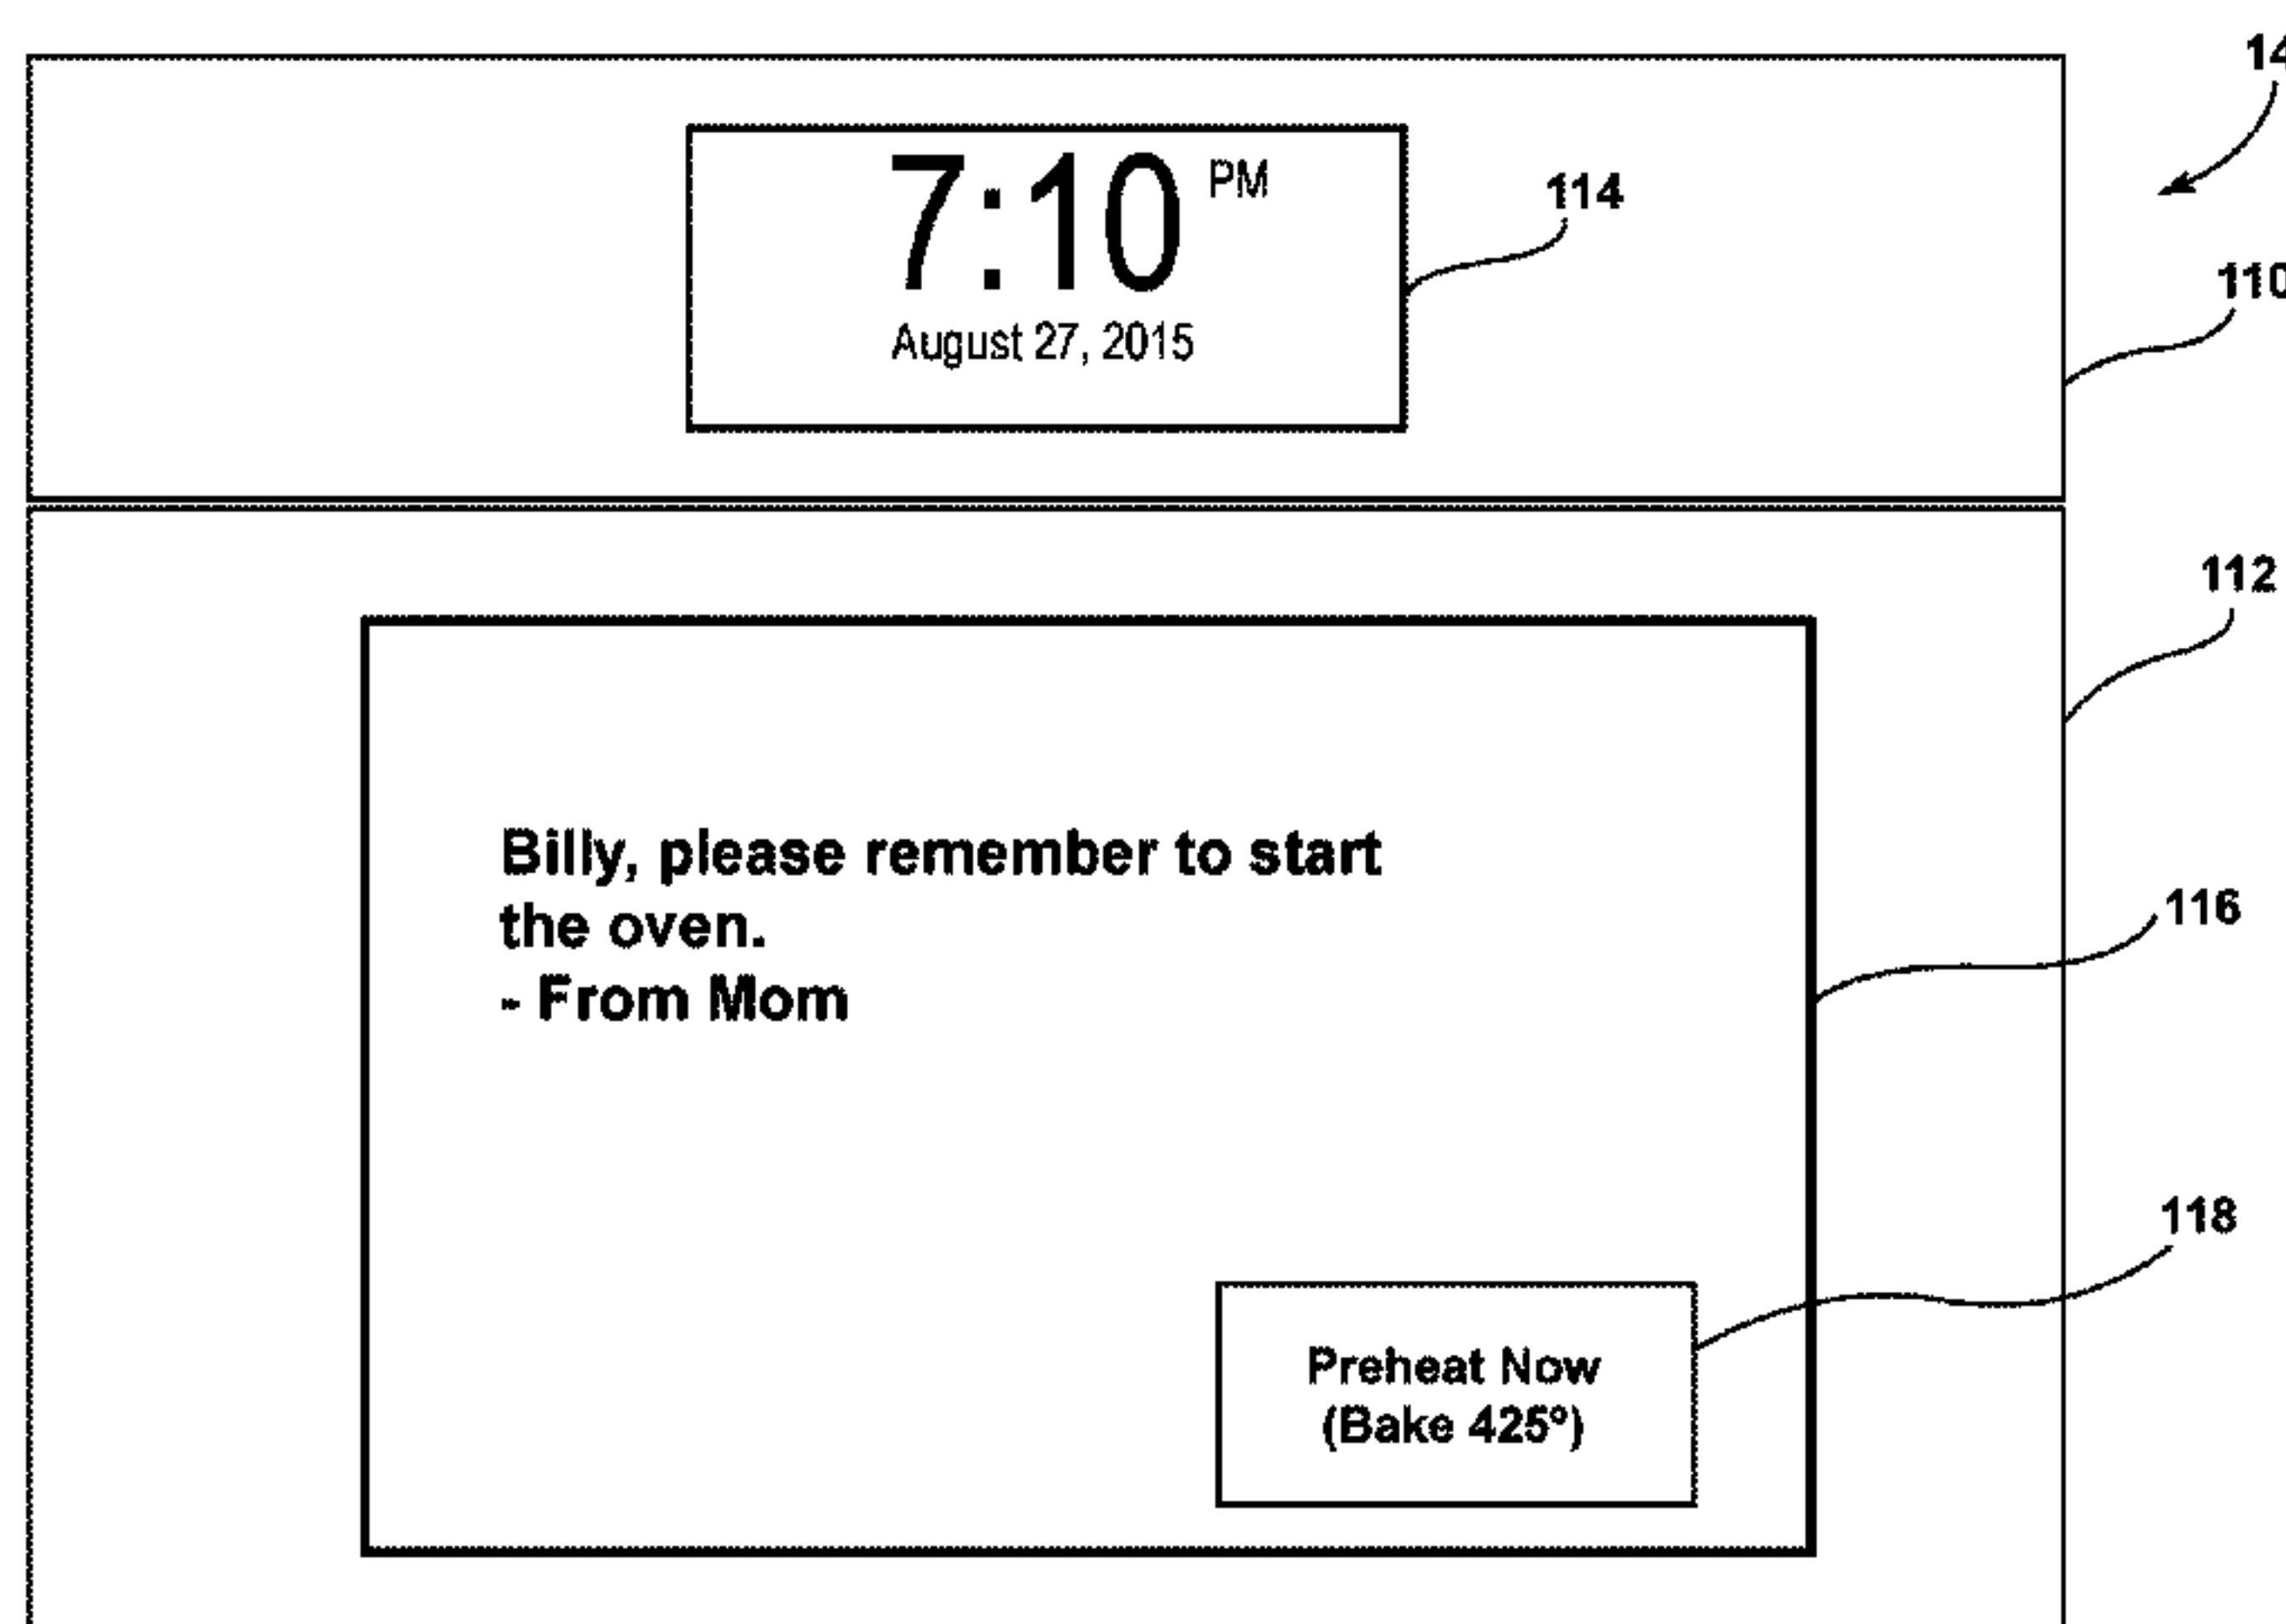 14
7:10 PM
114
August 27, 2015
110
112
Billy, please remember to start
the oven.
- From Mom
116
118
Preheat Now
(Bake 425º)